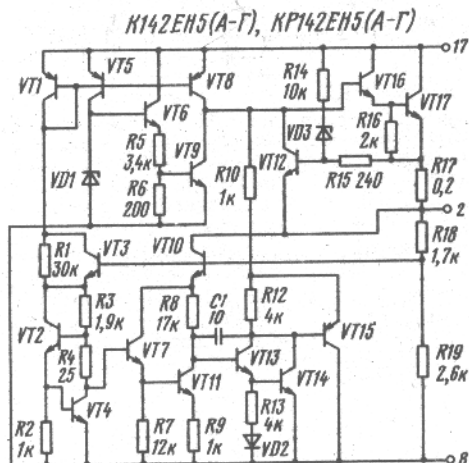 К142ЕН5(А-Г), КР142ЕН5(А-Г)
17
VT1
VT5
VT8
R14
10к
VT16
VT17
VT6
R16
2к
R5
3,4к
VT9
VD3
VD1
R10
1к
VT12
R15 240
R17
0,2
R6
200
2
R18
1,7к
R1
30к
VT3
VT10
R3
1,9к
R8
17к
C1
10
R12
4к
VT2
VT7
VT15
R4
25
VT13
R19
2,6к
VT4
VT11
VT14
R2
1к
R7
12к
R9
1к
R13
4к
VD2
8